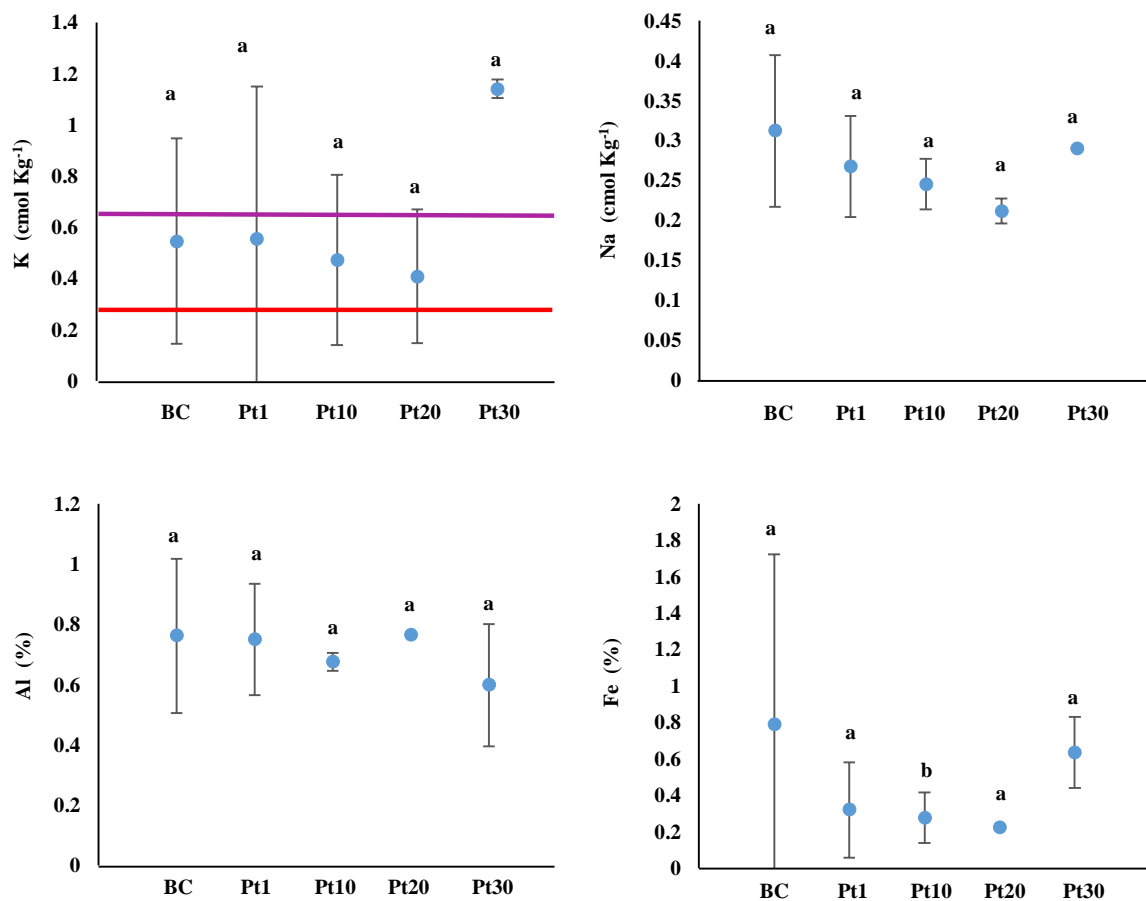 K (cmol Kg-1)
1.4
1.2
1
0.8
0.6
0.4
0.2
0
a
a
a
a
a
BC Pt1 Pt10 Pt20 Pt30
Na (cmol Kg-1)
0.45
0.4
0.35
0.3
0.25
0.2
0.15
0.1
0.05
0
a
a
a
a
a
BC Pt1 Pt10 Pt20 Pt30
Al (%)
1.2
1
0.8
0.6
0.4
0.2
0
a
a
a
a
a
BC Pt1 Pt10 Pt20 Pt30
Fe (%)
2
1.8
1.6
1.4
1.2
1
0.8
0.6
0.4
0.2
0
a
a
b
a
a
BC Pt1 Pt10 Pt20 Pt30